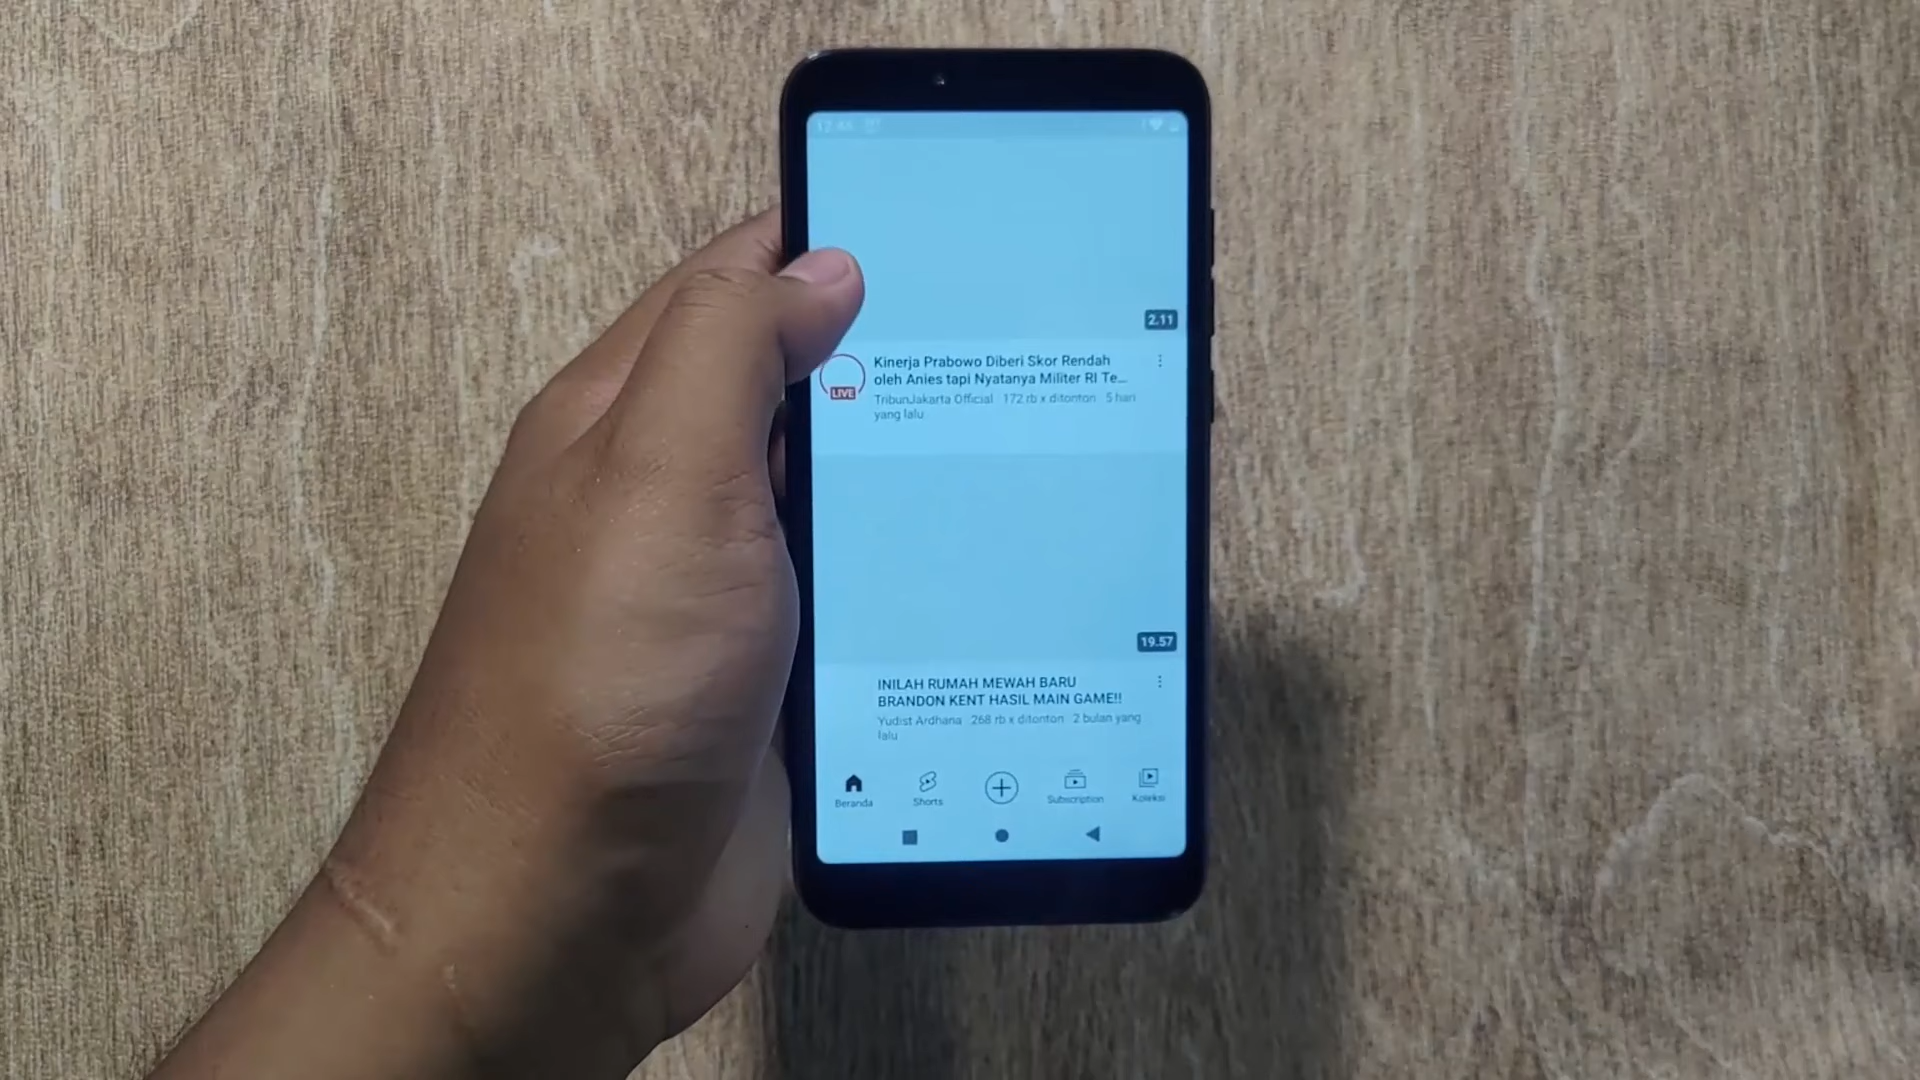 2.11
Kinerja Prabowo Diberi Skor Rendah
oleh Anies tapi Nyatanya Militer RI Te...
LIVE
TribunJakarta Official 172 rb x ditonton 5 hari
yang lalu
19.57
INILAH RUMAH MEWAH BARU
BRANDON KENT HASIL MAIN GAME!!
Yudist Ardhana 268 rb x ditonton 2 bulan yang
lalu
Beranda Shorts Subscription Koleksi